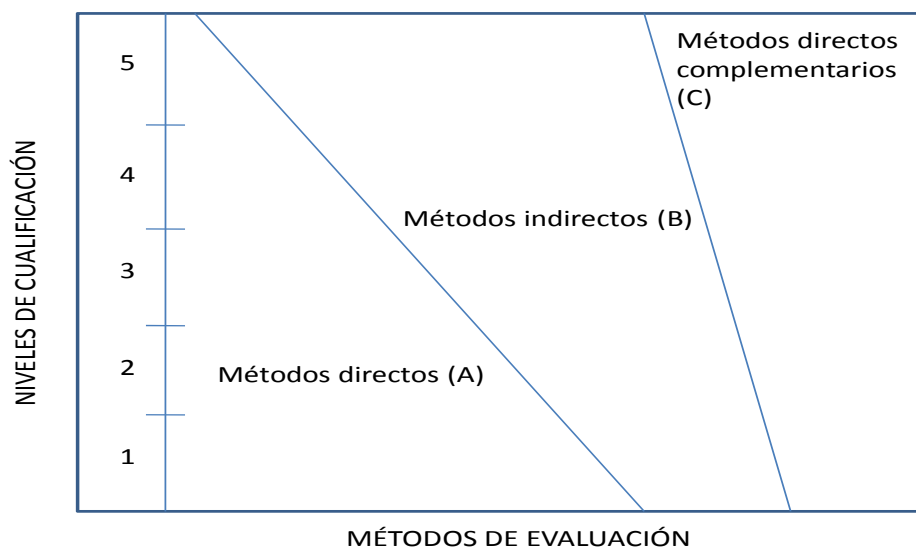 NIVELES DE CUALIFICACIÓN
5
4
3
2
1
Métodos directos
complementarios
(C)
Métodos indirectos (B)
Métodos directos (A)
MÉTODOS DE EVALUACIÓN